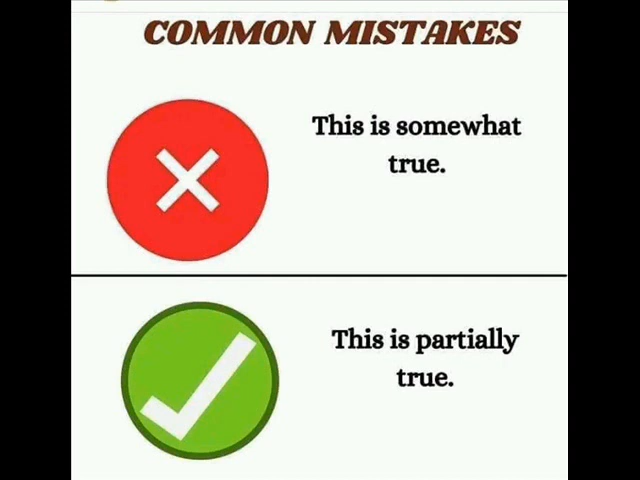 COMMON MISTAKES
This is somewhat
true.
This is partially
true.